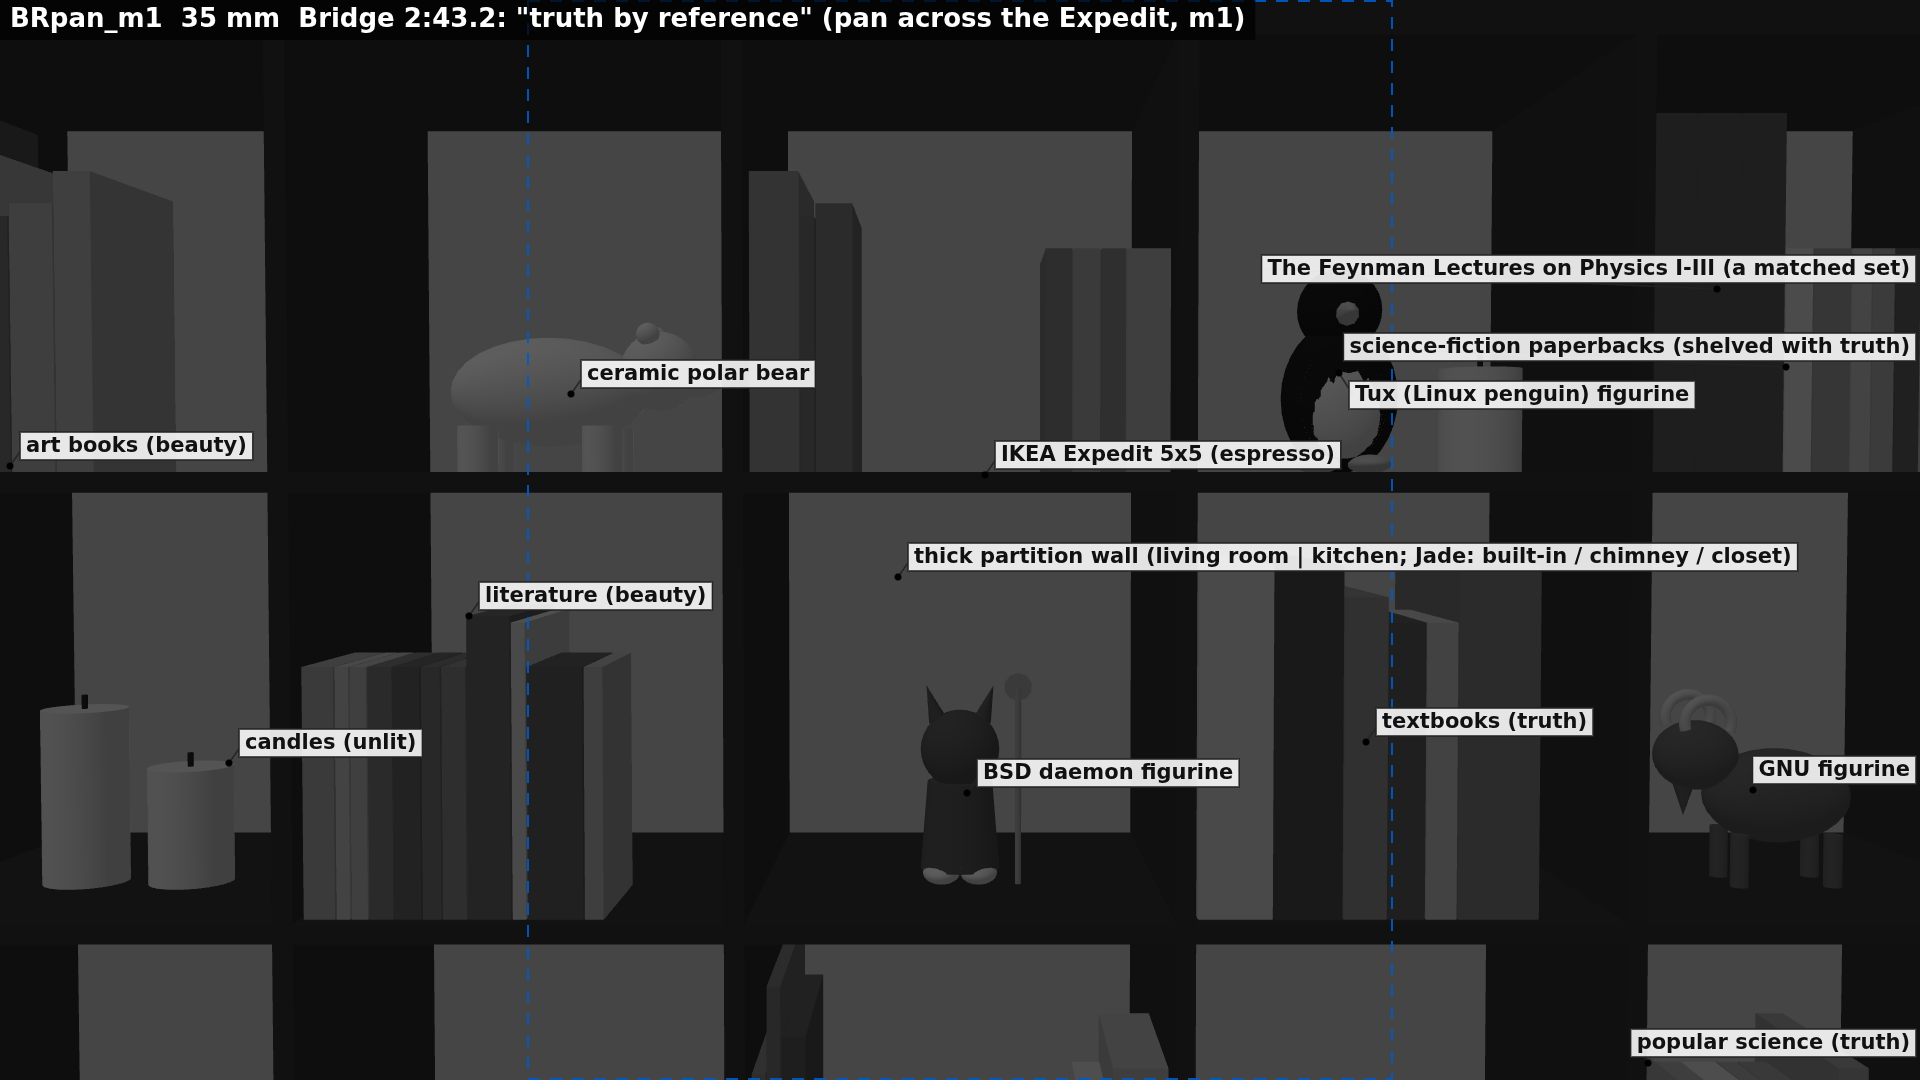 BRpan_m1 35 mm Bridge 2:43.2: "truth by reference" (pan across the Expedit, m1)
The Feynman Lectures on Physics I-III (a matched set)
science-fiction paperbacks (shelved with truth)
ceramic polar bear
Tux (Linux penguin) figurine
art books (beauty)
IKEA Expedit 5x5 (espresso)
thick partition wall (living room | kitchen; Jade: built-in / chimney / closet)
literature (beauty)
textbooks (truth)
candles (unlit)
BSD daemon figurine
GNU figurine
popular science (truth)